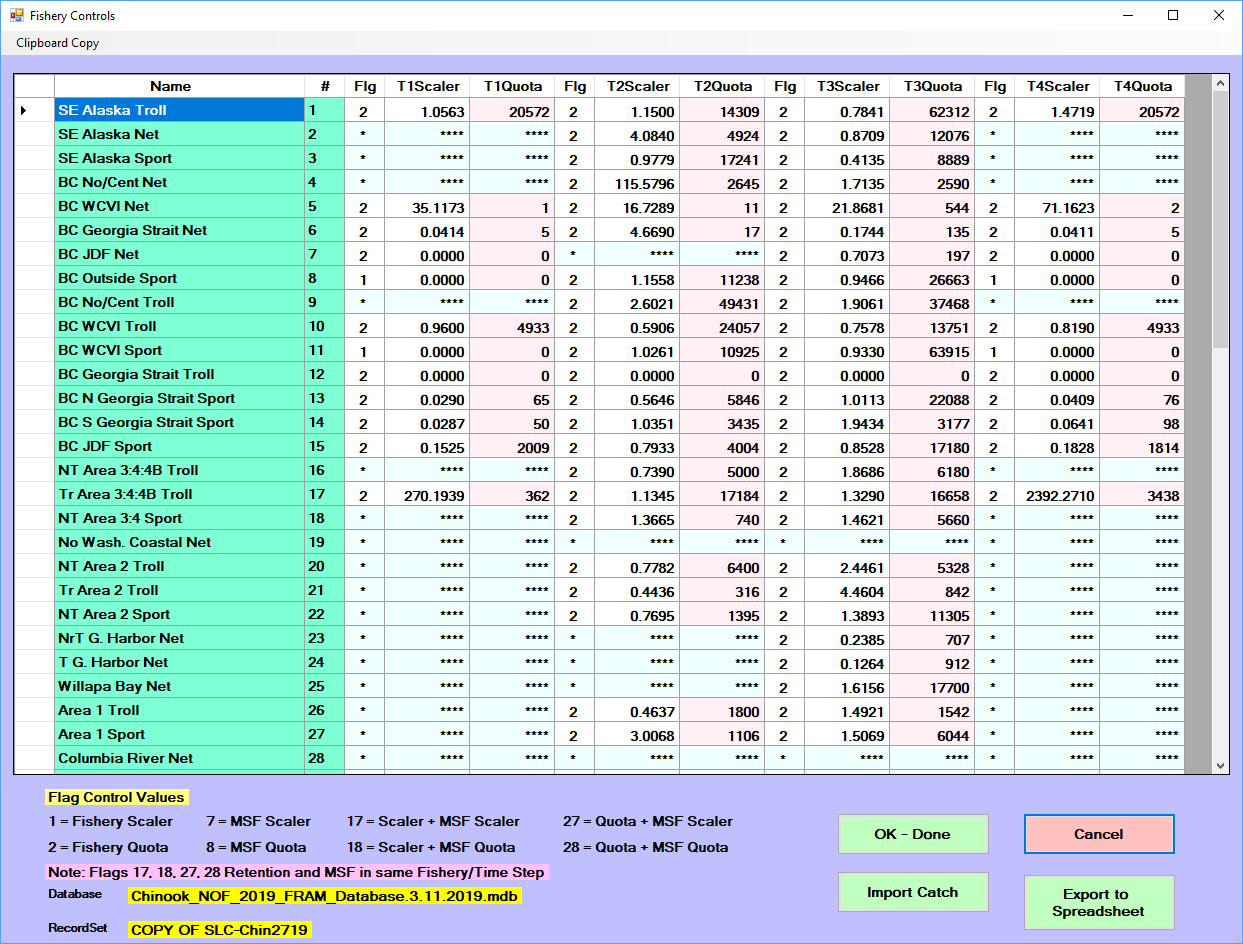 Fishery Controls
Clipboard Copy
Name # Flg T1Scaler T1Quota Flg T2Scaler T2Quota Flg T3Scaler T3Quota Flg T4Scaler T4Quota
SE Alaska Troll 1 2 1.0563 20572 2 1.1500 14309 2 0.7841 62312 2 1.4719 20572
SE Alaska Net 2 * **** **** 2 4.0840 4924 2 0.8709 12076 * **** ****
SE Alaska Sport 3 * **** **** 2 0.9779 17241 2 0.4135 8889 * **** ****
BC No/Cent Net 4 * **** **** 2 115.5796 2645 2 1.7135 2590 * **** ****
BC WCVI Net 5 2 35.1173 1 2 16.7289 11 2 21.8681 544 2 71.1623 2
BC Georgia Strait Net 6 2 0.0414 5 2 4.6690 17 2 0.1744 135 2 0.0411 5
BC JDF Net 7 2 0.0000 0 * **** **** 2 0.7073 197 2 0.0000 0
BC Outside Sport 8 1 0.0000 0 2 1.1558 11238 2 0.9466 26663 1 0.0000 0
BC No/Cent Troll 9 * **** **** 2 2.6021 49431 2 1.9061 37468 * **** ****
BC WCVI Troll 10 2 0.9600 4933 2 0.5906 24057 2 0.7578 13751 2 0.8190 4933
BC WCVI Sport 11 1 0.0000 0 2 1.0261 10925 2 0.9330 63915 1 0.0000 0
BC Georgia Strait Troll 12 2 0.0000 0 2 0.0000 0 2 0.0000 0 2 0.0000 0
BC N Georgia Strait Sport 13 2 0.0290 65 2 0.5646 5846 2 1.0113 22088 2 0.0409 76
BC S Georgia Strait Sport 14 2 0.0287 50 2 1.0351 3435 2 1.9434 3177 2 0.0641 98
BC JDF Sport 15 2 0.1525 2009 2 0.7933 4004 2 0.8528 17180 2 0.1828 1814
NT Area 3:4:4B Troll 16 * **** **** 2 0.7390 5000 2 1.8686 6180 * **** ****
Tr Area 3:4:4B Troll 17 2 270.1939 362 2 1.1345 17184 2 1.3290 16658 2 2392.2710 3438
NT Area 3:4 Sport 18 * **** **** 2 1.3665 740 2 1.4621 5660 * **** ****
No Wash. Coastal Net 19 * **** **** * **** **** * **** **** * **** ****
NT Area 2 Troll 20 * **** **** 2 0.7782 6400 2 2.4461 5328 * **** ****
Tr Area 2 Troll 21 * **** **** 2 0.4436 316 2 4.4604 842 * **** ****
NT Area 2 Sport 22 * **** **** 2 0.7695 1395 2 1.3893 11305 * **** ****
NrT G. Harbor Net 23 * **** **** * **** **** 2 0.2385 707 * **** ****
T G. Harbor Net 24 * **** **** * **** **** 2 0.1264 912 * **** ****
Willapa Bay Net 25 * **** **** * **** **** 2 1.6156 17700 * **** ****
Area 1 Troll 26 * **** **** 2 0.4637 1800 2 1.4921 1542 * **** ****
Area 1 Sport 27 * **** **** 2 3.0068 1106 2 1.5069 6044 * **** ****
Columbia River Net 28 * **** **** * **** **** * **** **** * **** ****
Flag Control Values
1 = Fishery Scaler 7 = MSF Scaler 17 = Scaler + MSF Scaler 27 = Quota + MSF Scaler
2 = Fishery Quota 8 = MSF Quota 18 = Scaler + MSF Quota 28 = Quota + MSF Quota
Note: Flags 17, 18, 27, 28 Retention and MSF in same Fishery/Time Step
Database Chinook_NOF_2019_FRAM_Database.3.11.2019.mdb
RecordSet COPY OF SLC-Chin2719
OK - Done
Cancel
Import Catch
Export to
Spreadsheet